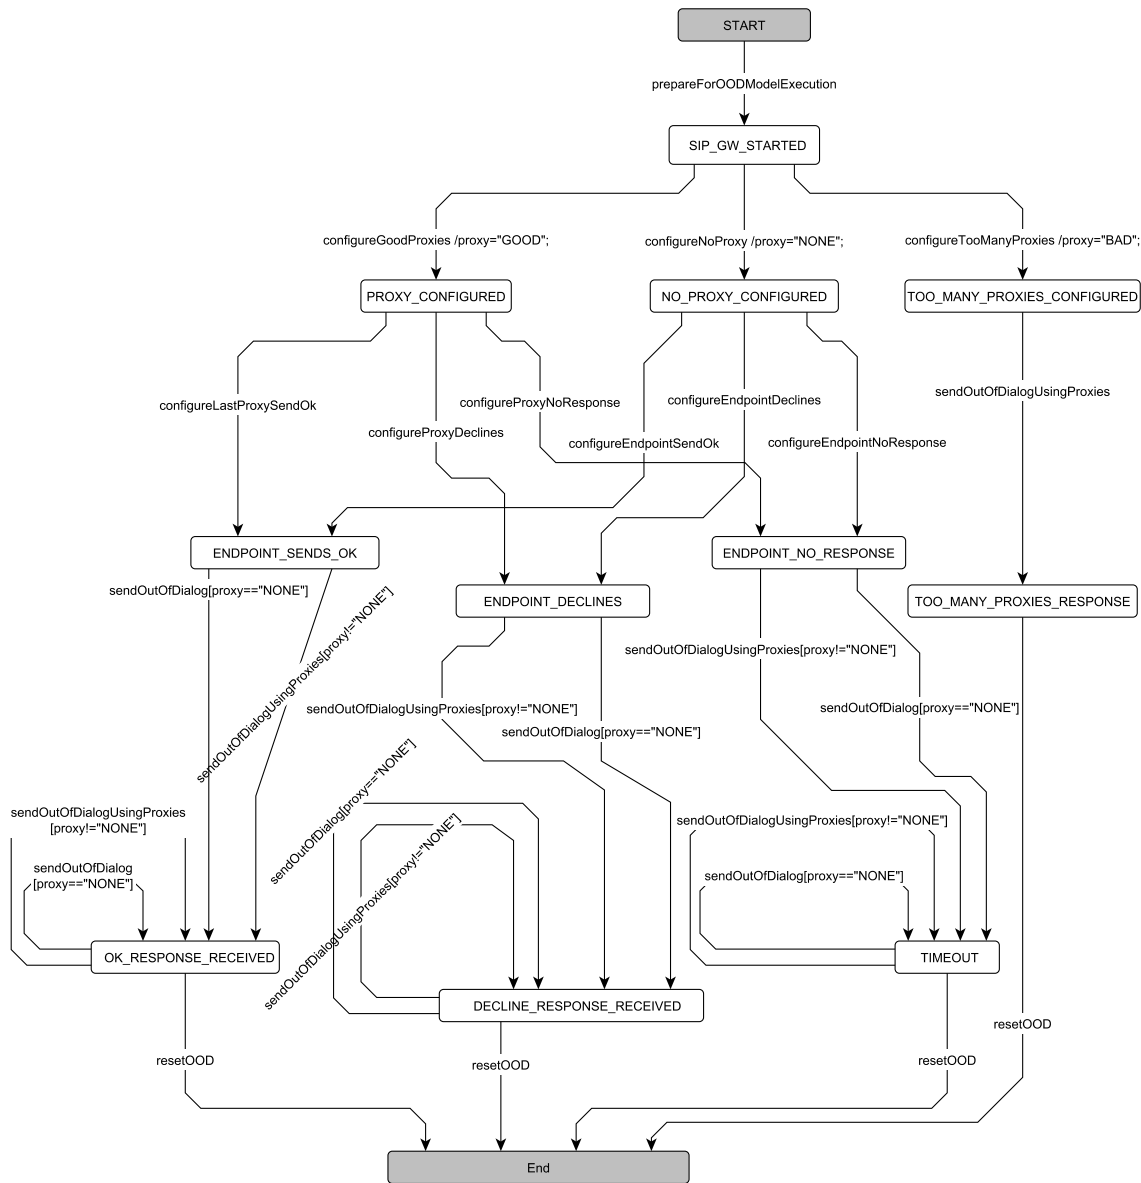 START
prepareForOODModelExecution
SIP_GW_STARTED
configureGoodProxies /proxy="GOOD";
configureNoProxy /proxy="NONE";
configureTooManyProxies /proxy="BAD";
PROXY_CONFIGURED
NO_PROXY_CONFIGURED
TOO_MANY_PROXIES_CONFIGURED
sendOutOfDialogUsingProxies
configureLastProxySendOk
configureProxyNoResponse
configureEndpointDeclines
configureProxyDeclines
configureEndpointSendOk
configureEndpointNoResponse
ENDPOINT_SENDS_OK
ENDPOINT_NO_RESPONSE
sendOutOfDialog[proxy=="NONE"]
ENDPOINT_DECLINES
TOO_MANY_PROXIES_RESPONSE
sendOutOfDialogUsingProxies[proxy!="NONE"]
sendOutOfDialogUsingProxies[proxy!="NONE"]
sendOutOfDialogUsingProxies[proxy!="NONE"]
sendOutOfDialog[proxy=="NONE"]
sendOutOfDialog[proxy=="NONE"]
sendOutOfDialogUsingProxies
[proxy!="NONE"]
sendOutOfDialog[proxy=="NONE"]
sendOutOfDialogUsingProxies[proxy!="NONE"]
sendOutOfDialogUsingProxies[proxy!="NONE"]
sendOutOfDialog
[proxy=="NONE"]
sendOutOfDialog[proxy=="NONE"]
OK_RESPONSE_RECEIVED
TIMEOUT
DECLINE_RESPONSE_RECEIVED
resetOOD
resetOOD
resetOOD
resetOOD
End